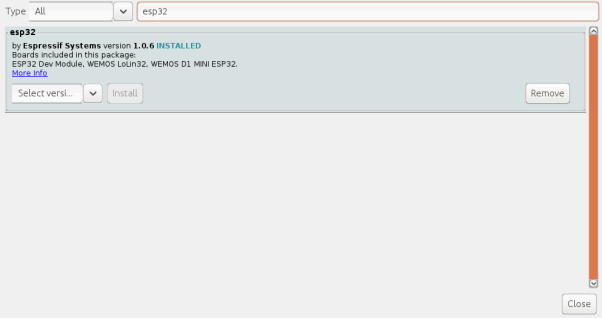 Type All esp32
esp32
by Espressif Systems version 1.0.6 INSTALLED
Boards included in this package:
ESP32 Dev Module, WEMOS LoLin32, WEMOS D1 MINI ESP32.
More Info
Select versi... Install Remove
Close